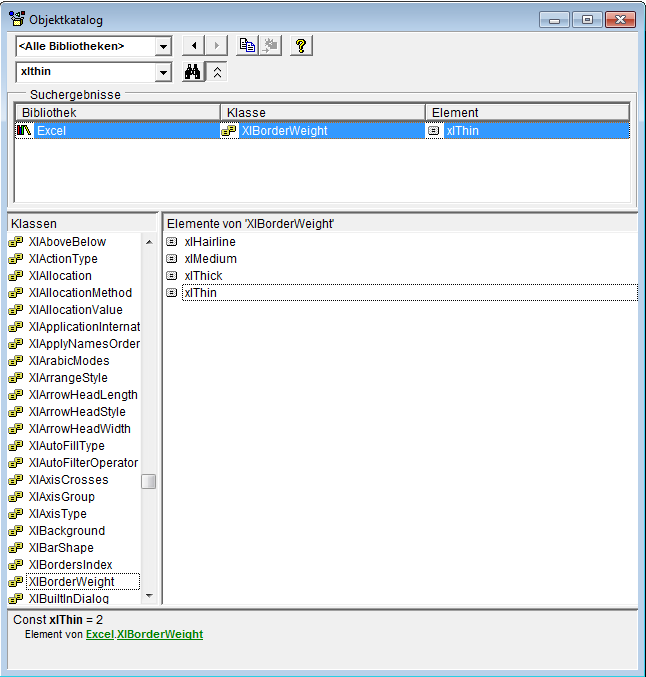 Objektkatalog
<Alle Bibliotheken>
xlthin
Suchergebnisse
Bibliothek Klasse Element
Excel XlBorderWeight xlThin
Klassen
XlAboveBelow
XlActionType
XlAllocation
XlAllocationMethod
XlAllocationValue
XlApplicationInternat
XlApplyNamesOrder
XlArabicModes
XlArrangeStyle
XlArrowHeadLength
XlArrowHeadStyle
XlArrowHeadWidth
XlAutoFillType
XlAutoFilterOperator
XlAxisCrosses
XlAxisGroup
XlAxisType
XlBackground
XlBarShape
XlBordersIndex
XlBorderWeight
XlBuiltInDialog
Elemente von 'XlBorderWeight'
xlHairline
xlMedium
xlThick
xlThin
Const xlThin = 2
Element von Excel.XlBorderWeight